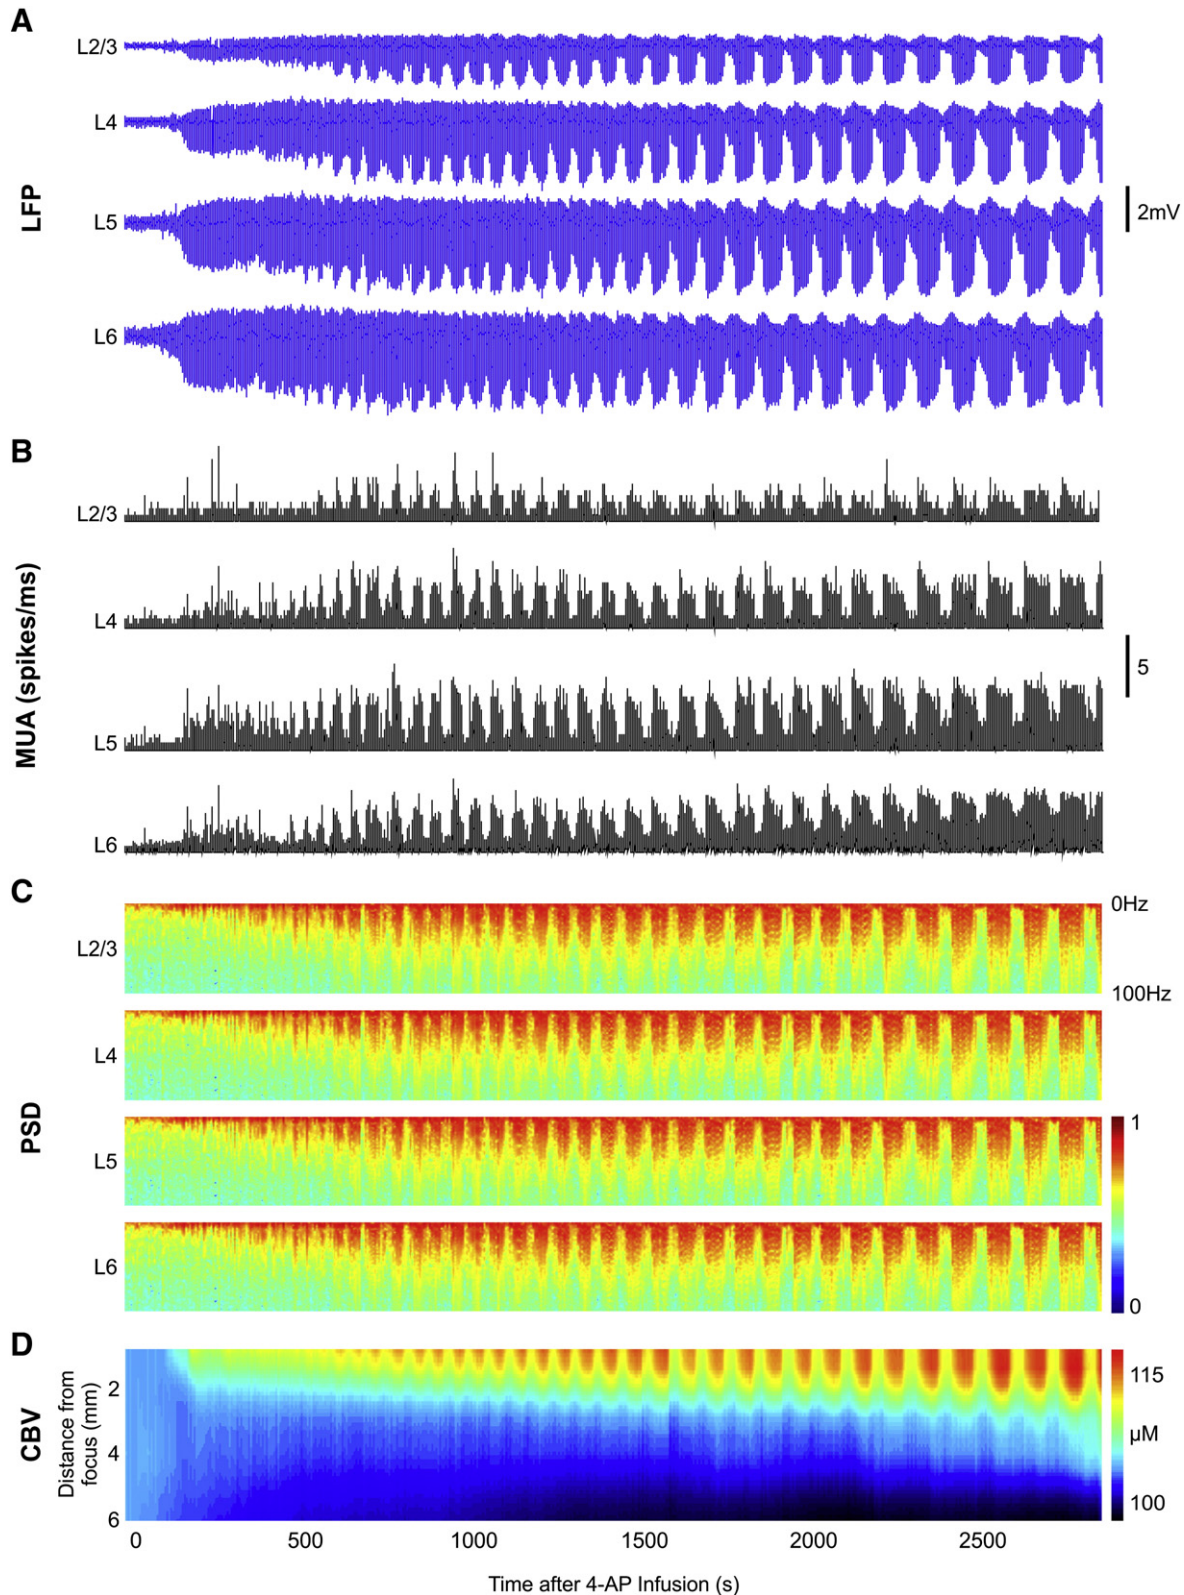 A
L2/3
L4
L5
L6
LFP
2mV
B
L2/3
L4
L5
L6
MUA (spikes/ms)
5
C
0Hz
L2/3
100Hz
L4
L5
L6
PSD
1
0
D
CBV
Distance from
focus (mm)
2
4
6
115
µM
100
0 500 1000 1500 2000 2500
Time after 4-AP Infusion (s)